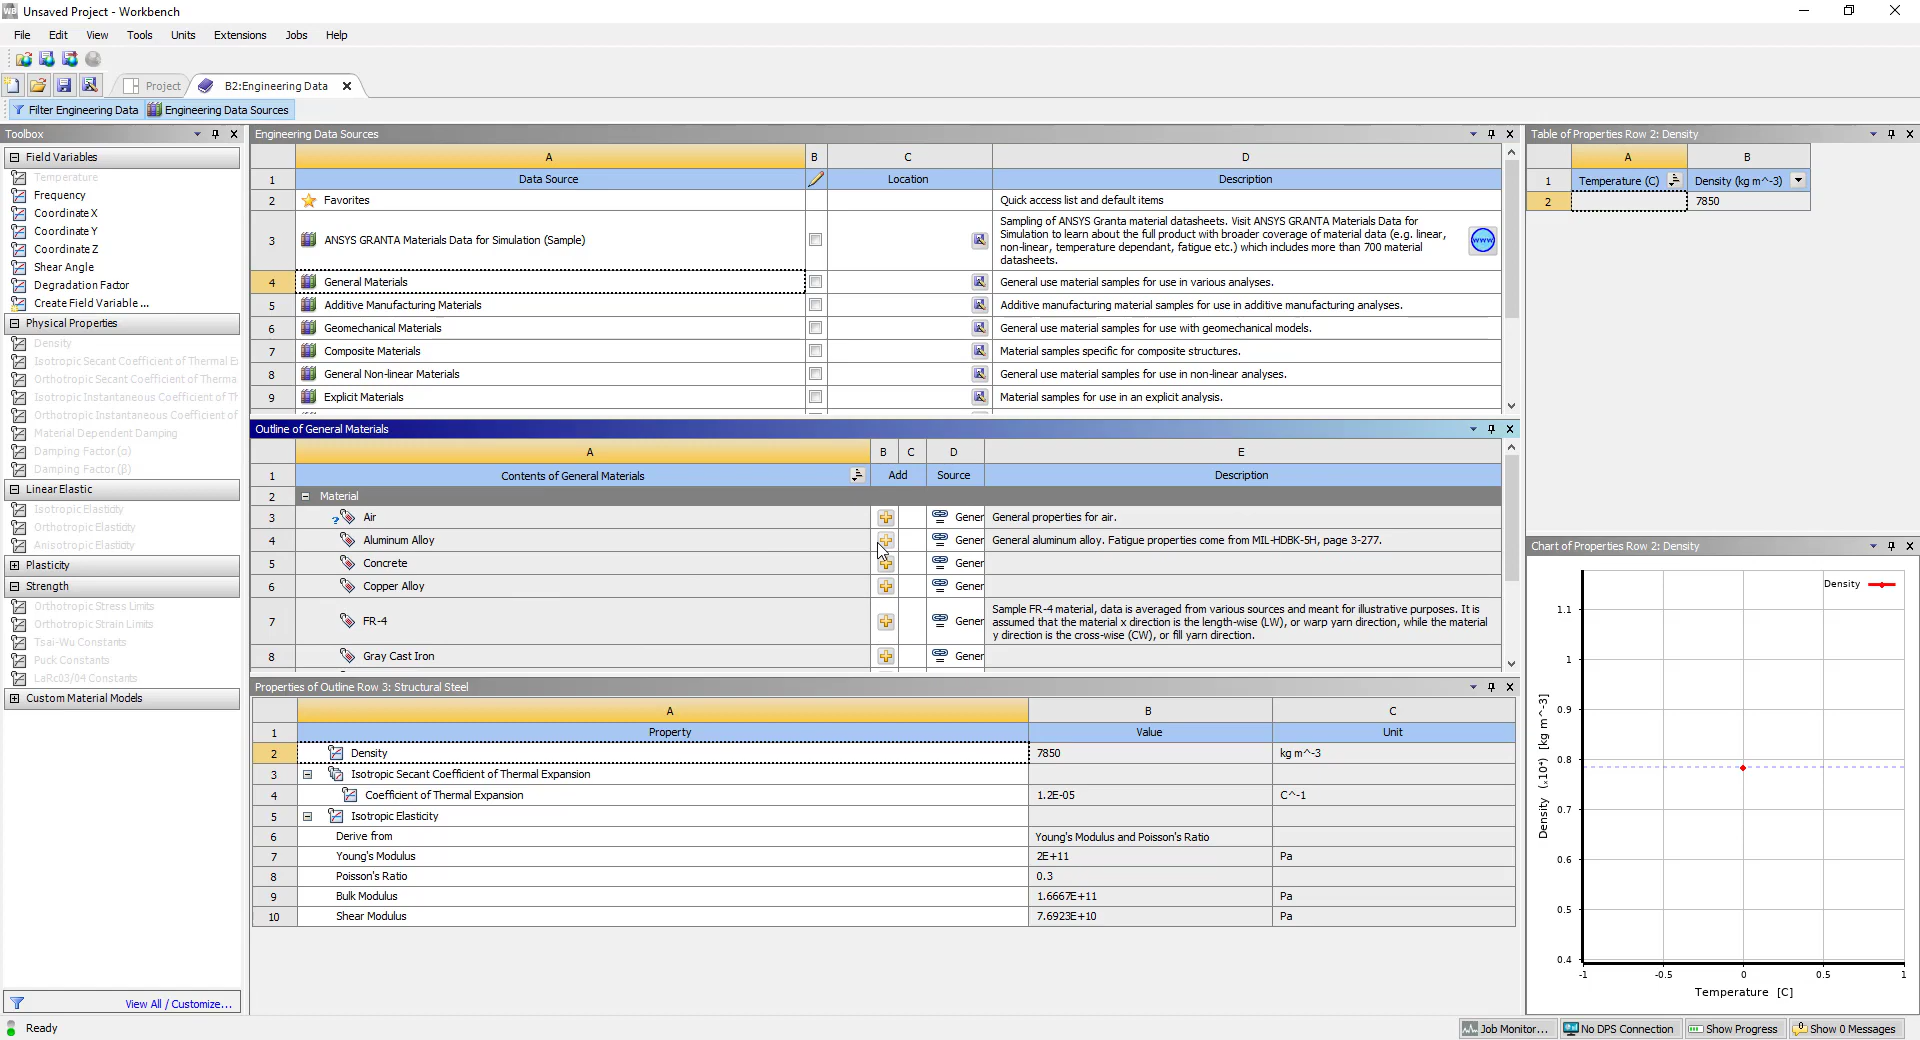 Unsaved Project - Workbench
File Edit View Tools Units Extensions Jobs Help
Project B2:Engineering Data
Filter Engineering Data Engineering Data Sources
Toolbox
Field Variables
Temperature
Frequency
Coordinate X
Coordinate Y
Coordinate Z
Shear Angle
Degradation Factor
Create Field Variable ...
Physical Properties
Density
Isotropic Secant Coefficient of Thermal E
Orthotropic Secant Coefficient of Therma
Isotropic Instantaneous Coefficient of Th
Orthotropic Instantaneous Coefficient of
Material Dependent Damping
Damping Factor (α)
Damping Factor (β)
Linear Elastic
Isotropic Elasticity
Orthotropic Elasticity
Anisotropic Elasticity
Plasticity
Strength
Orthotropic Stress Limits
Orthotropic Strain Limits
Tsai-Wu Constants
Puck Constants
LaRc03/04 Constants
Custom Material Models
View All / Customize...
Engineering Data Sources
A B C D
1 Data Source Location Description
2 Favorites Quick access list and default items
3 ANSYS GRANTA Materials Data for Simulation (Sample)
Sampling of ANSYS Granta material datasheets. Visit ANSYS GRANTA Materials Data for
Simulation to learn about the full product with broader coverage of material data (e.g. linear,
non-linear, temperature dependant, fatigue etc.) which includes more than 700 material
datasheets.
www
4 General Materials General use material samples for use in various analyses.
5 Additive Manufacturing Materials Additive manufacturing material samples for use in additive manufacturing analyses.
6 Geomechanical Materials General use material samples for use with geomechanical models.
7 Composite Materials Material samples specific for composite structures.
8 General Non-linear Materials General use material samples for use in non-linear analyses.
9 Explicit Materials Material samples for use in an explicit analysis.
Outline of General Materials
A B C D E
1 Contents of General Materials Add Source Description
2 Material
3 Air Gener General properties for air.
4 Aluminum Alloy Gener General aluminum alloy. Fatigue properties come from MIL-HDBK-5H, page 3-277.
5 Concrete Gener
6 Copper Alloy Gener
7 FR-4 Gener
Sample FR-4 material, data is averaged from various sources and meant for illustrative purposes. It is
assumed that the material x direction is the length-wise (LW), or warp yarn direction, while the material
y direction is the cross-wise (CW), or fill yarn direction.
8 Gray Cast Iron Gener
Properties of Outline Row 3: Structural Steel
A B C
1 Property Value Unit
2 Density 7850 kg m^-3
3 Isotropic Secant Coefficient of Thermal Expansion
4 Coefficient of Thermal Expansion 1.2E-05 C^-1
5 Isotropic Elasticity
6 Derive from Young's Modulus and Poisson's Ratio
7 Young's Modulus 2E+11 Pa
8 Poisson's Ratio 0.3
9 Bulk Modulus 1.6667E+11 Pa
10 Shear Modulus 7.6923E+10 Pa
Table of Properties Row 2: Density
A B
1 Temperature (C) Density (kg m^-3)
2 7850
Chart of Properties Row 2: Density
Density
1.1
1
0.9
0.8
0.7
0.6
0.5
0.4
Density (.10⁴) [kg m^-3]
-1 -0.5 0 0.5 1
Temperature [C]
Ready
Job Monitor... No DPS Connection Show Progress Show 0 Messages